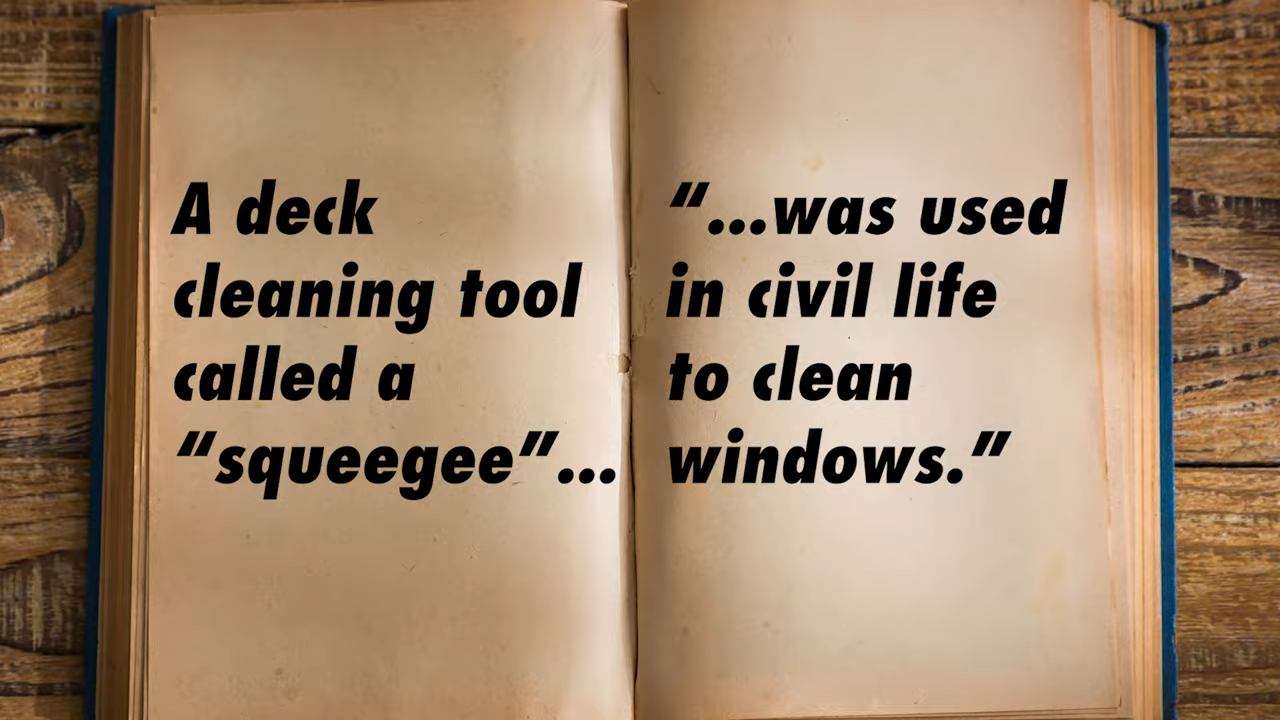 A deck
cleaning tool
called a
“squeegee”...
“...was used
in civil life
to clean
windows.”